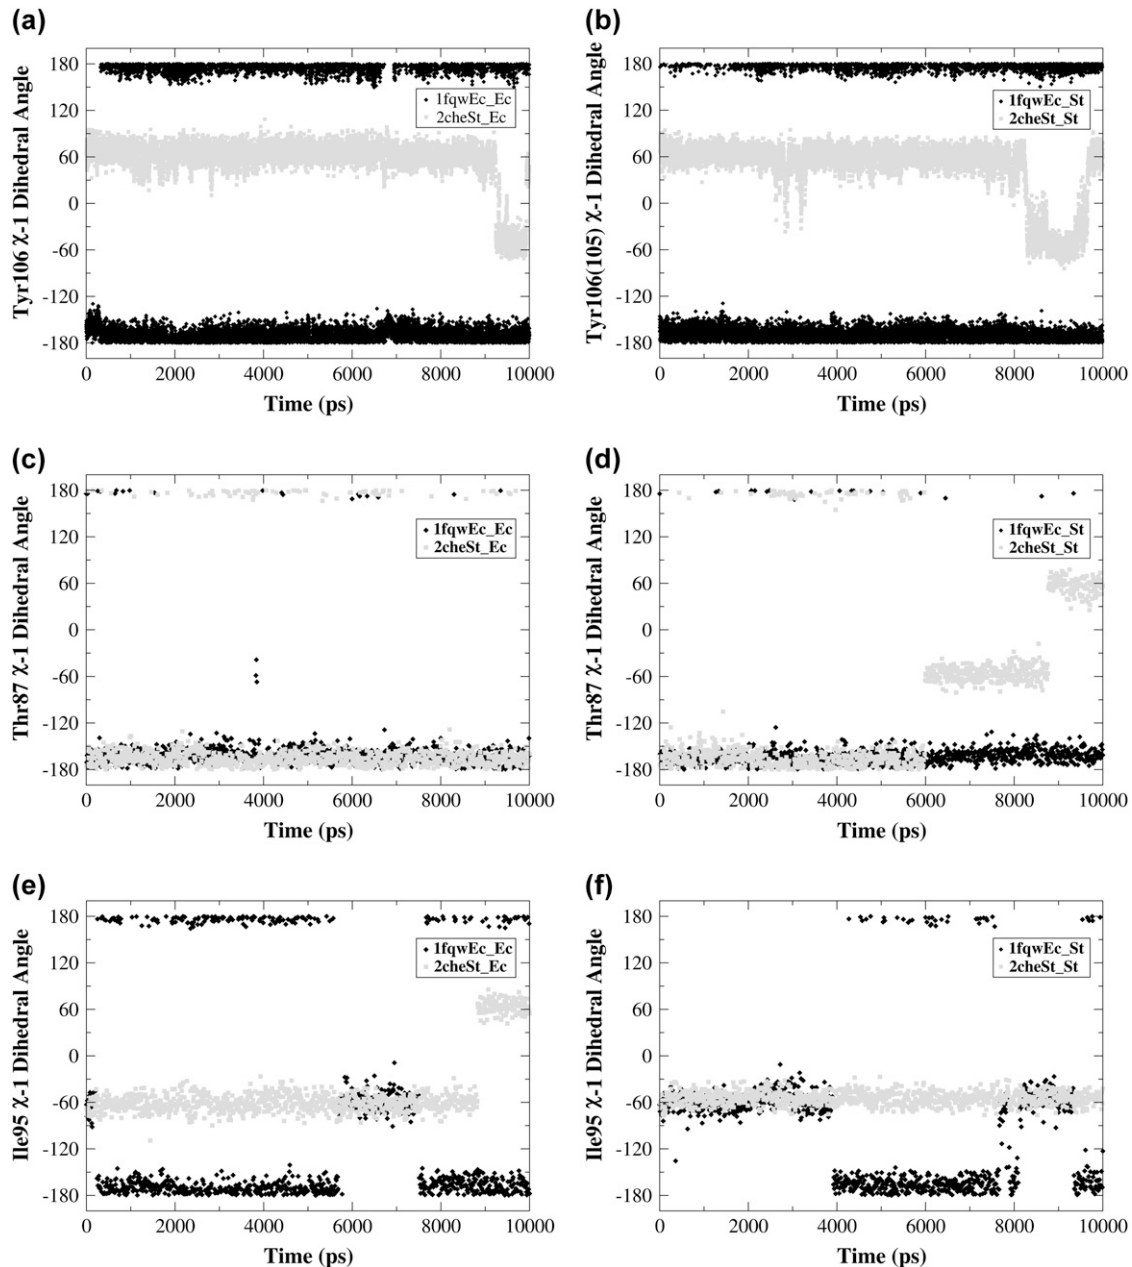 (a)
Tyr106 χ-1 Dihedral Angle
180
120
60
0
-60
-120
-180
1fqwEc_Ec
2cheSt_Ec
0 2000 4000 6000 8000 10000
Time (ps)
(b)
Tyr106(105) χ-1 Dihedral Angle
180
120
60
0
-60
-120
-180
1fqwEc_St
2cheSt_St
0 2000 4000 6000 8000 10000
Time (ps)
(c)
Thr87 χ-1 Dihedral Angle
180
120
60
0
-60
-120
-180
1fqwEc_Ec
2cheSt_Ec
0 2000 4000 6000 8000 10000
Time (ps)
(d)
Thr87 χ-1 Dihedral Angle
180
120
60
0
-60
-120
-180
1fqwEc_St
2cheSt_St
0 2000 4000 6000 8000 10000
Time (ps)
(e)
Ile95 χ-1 Dihedral Angle
180
120
60
0
-60
-120
-180
1fqwEc_Ec
2cheSt_Ec
0 2000 4000 6000 8000 10000
Time (ps)
(f)
Ile95 χ-1 Dihedral Angle
180
120
60
0
-60
-120
-180
1fqwEc_St
2cheSt_St
0 2000 4000 6000 8000 10000
Time (ps)